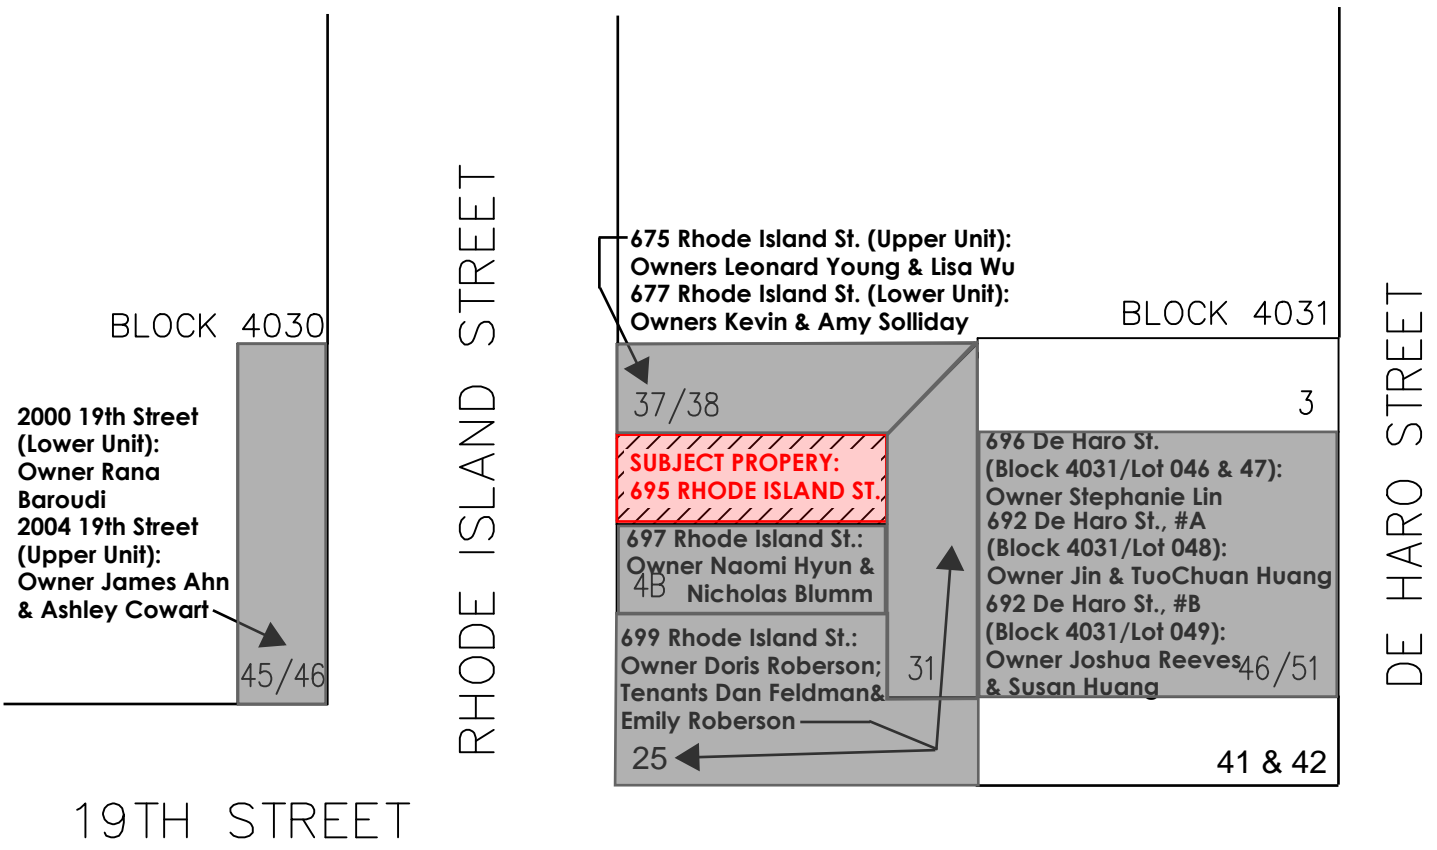 675 Rhode Island St. (Upper Unit):
Owners Leonard Young & Lisa Wu
677 Rhode Island St. (Lower Unit):
Owners Kevin & Amy Solliday
BLOCK 4030
BLOCK 4031
RHODE ISLAND STREET
DE HARO STREET
2000 19th Street
(Lower Unit):
Owner Rana
Baroudi
2004 19th Street
(Upper Unit):
Owner James Ahn
& Ashley Cowart
45/46
37/38
3
SUBJECT PROPERY:
695 RHODE ISLAND ST.
697 Rhode Island St.:
Owner Naomi Hyun &
Nicholas Blumm
4B
699 Rhode Island St.:
Owner Doris Roberson;
Tenants Dan Feldman&
Emily Roberson
25
31
696 De Haro St.
(Block 4031/Lot 046 & 47):
Owner Stephanie Lin
692 De Haro St., #A
(Block 4031/Lot 048):
Owner Jin & TuoChuan Huang
692 De Haro St., #B
(Block 4031/Lot 049):
Owner Joshua Reeves
& Susan Huang
46/51
41 & 42
19TH STREET